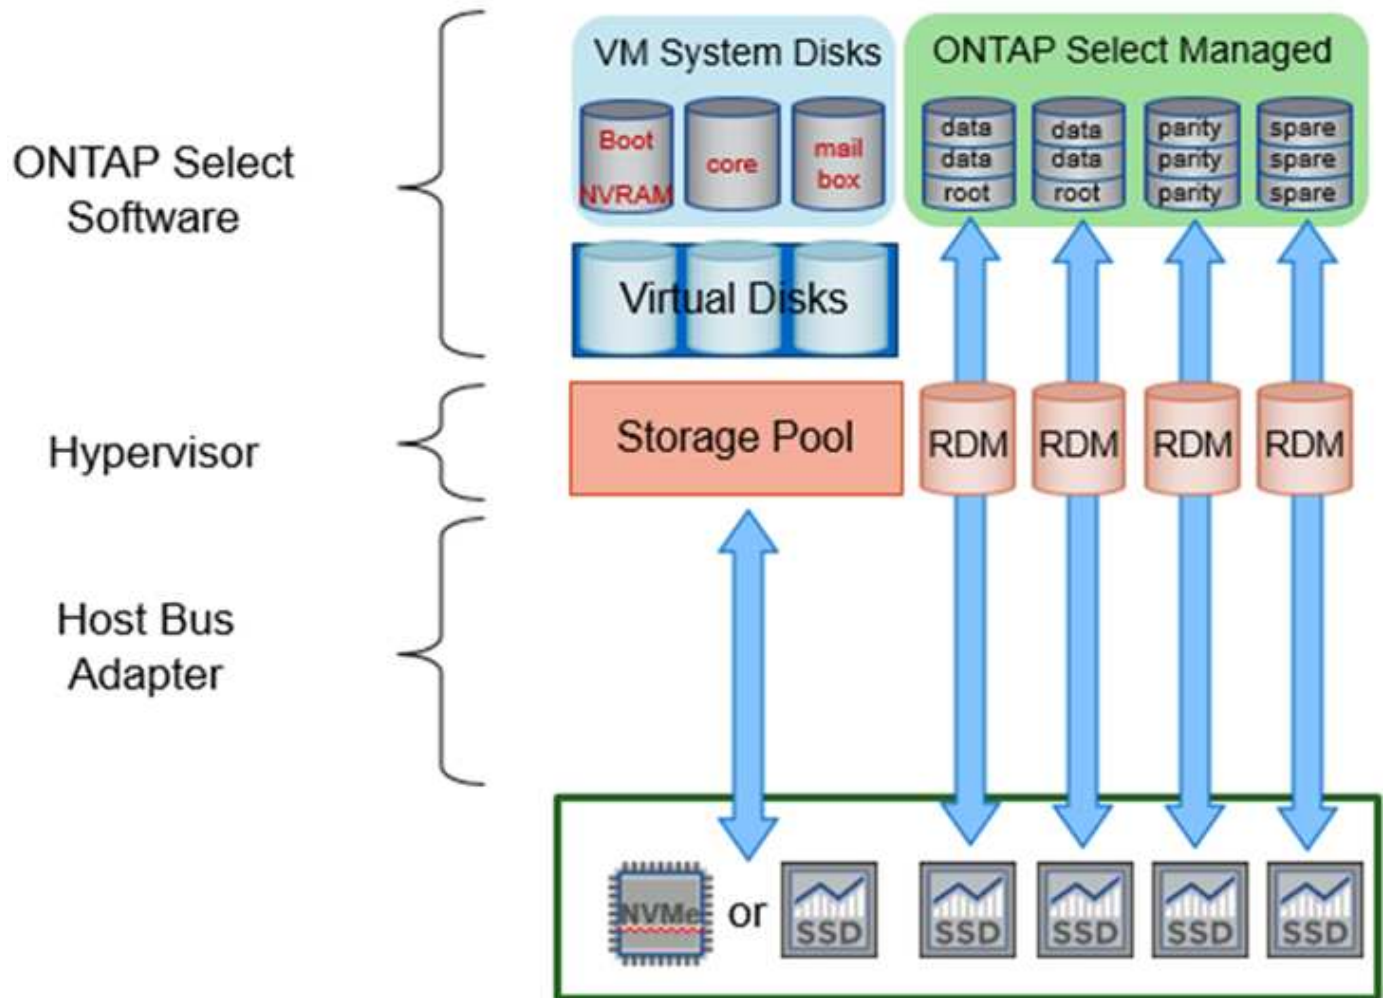 VM System Disks
ONTAP Select Managed
Boot
NVRAM
core
mail
box
data
data
root
data
data
root
parity
parity
parity
spare
spare
spare
ONTAP Select
Software
Virtual Disks
Hypervisor
Storage Pool
RDM
RDM
RDM
RDM
Host Bus
Adapter
NVMe
or
SSD
SSD
SSD
SSD
SSD